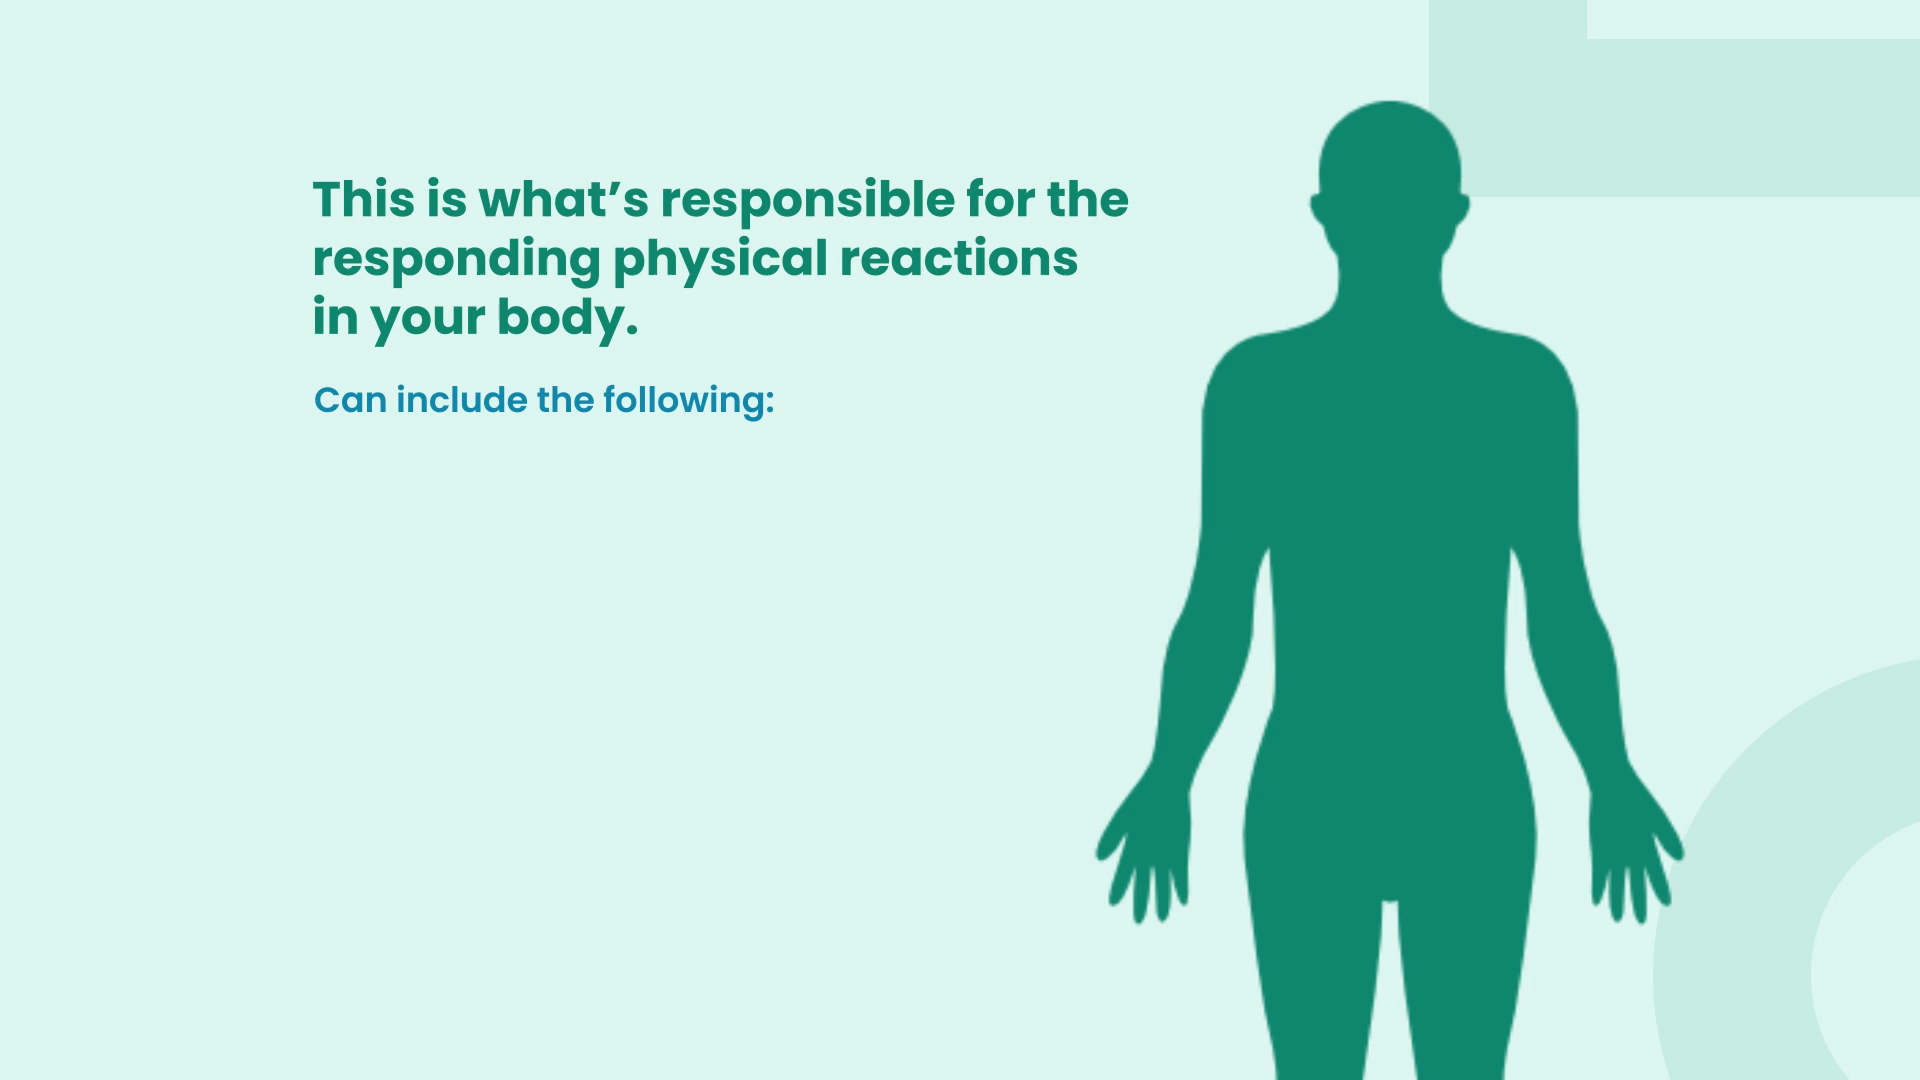 This is what’s responsible for the
responding physical reactions
in your body.
Can include the following: